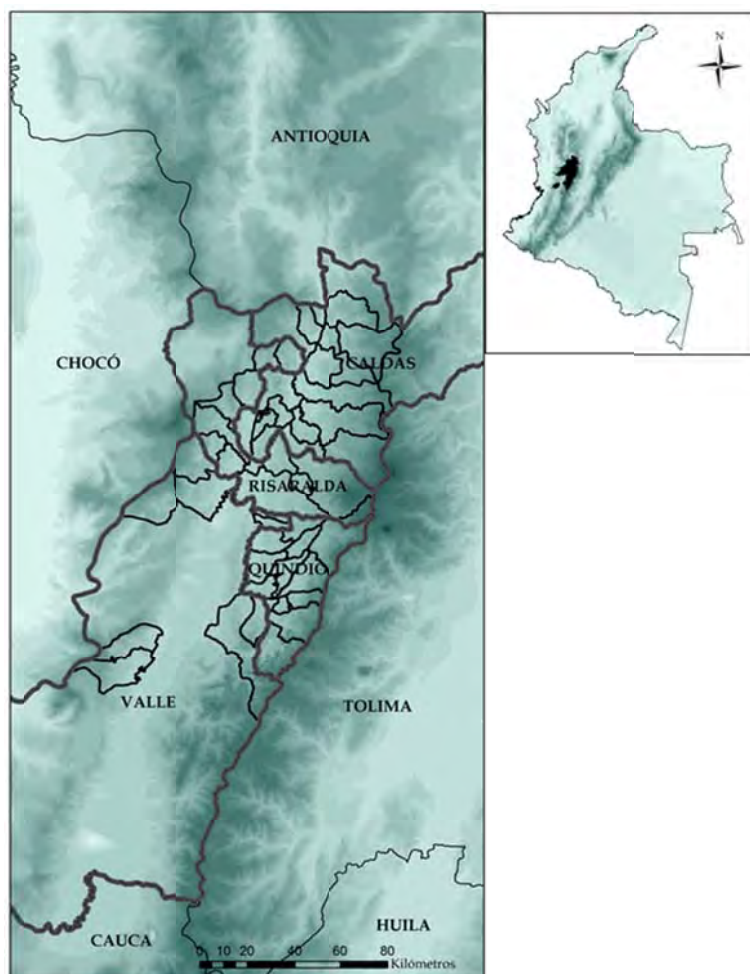 N
ANTIOQUIA
CHOCÓ
CALDAS
RISARALDA
QUINDIO
VALLE
TOLIMA
HUILA
CAUCA
0 10 20 40 60 80
Kilómetros